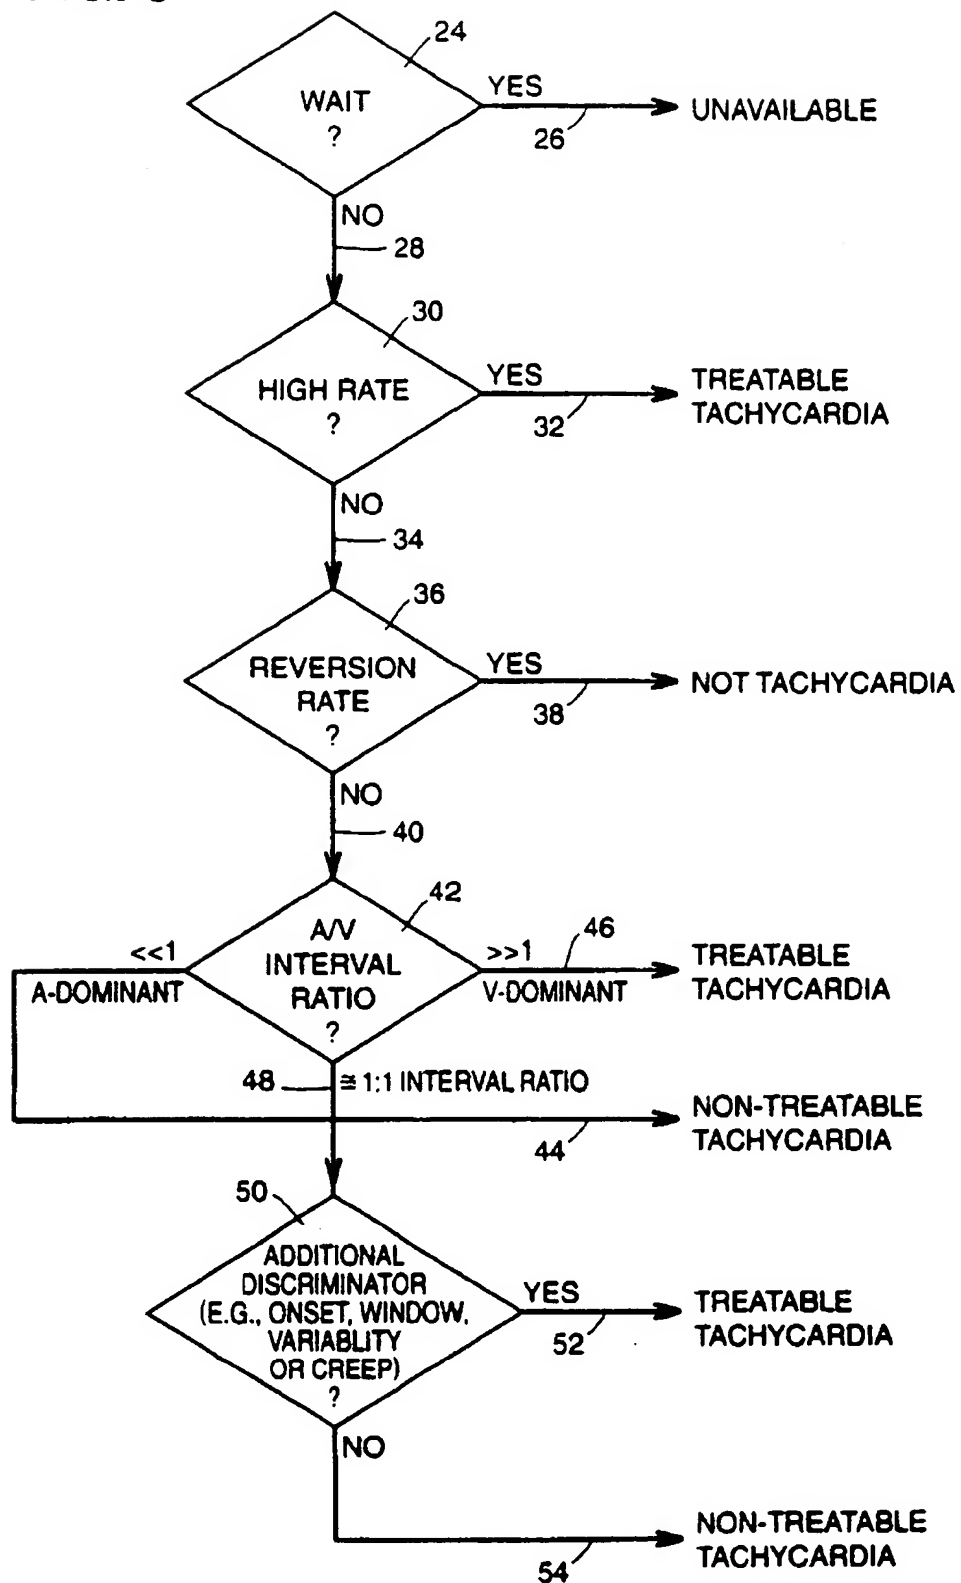 24
WAIT
?
YES
26
UNAVAILABLE
NO
28
30
HIGH RATE
?
YES
32
TREATABLE
TACHYCARDIA
NO
34
36
REVERSION
RATE
?
YES
38
NOT TACHYCARDIA
NO
40
42
A/V
INTERVAL
RATIO
?
<<1
A-DOMINANT
>>1
V-DOMINANT
46
TREATABLE
TACHYCARDIA
48
≅ 1:1 INTERVAL RATIO
44
NON-TREATABLE
TACHYCARDIA
50
ADDITIONAL
DISCRIMINATOR
(E.G., ONSET, WINDOW,
VARIABLITY
OR CREEP)
?
YES
52
TREATABLE
TACHYCARDIA
NO
54
NON-TREATABLE
TACHYCARDIA